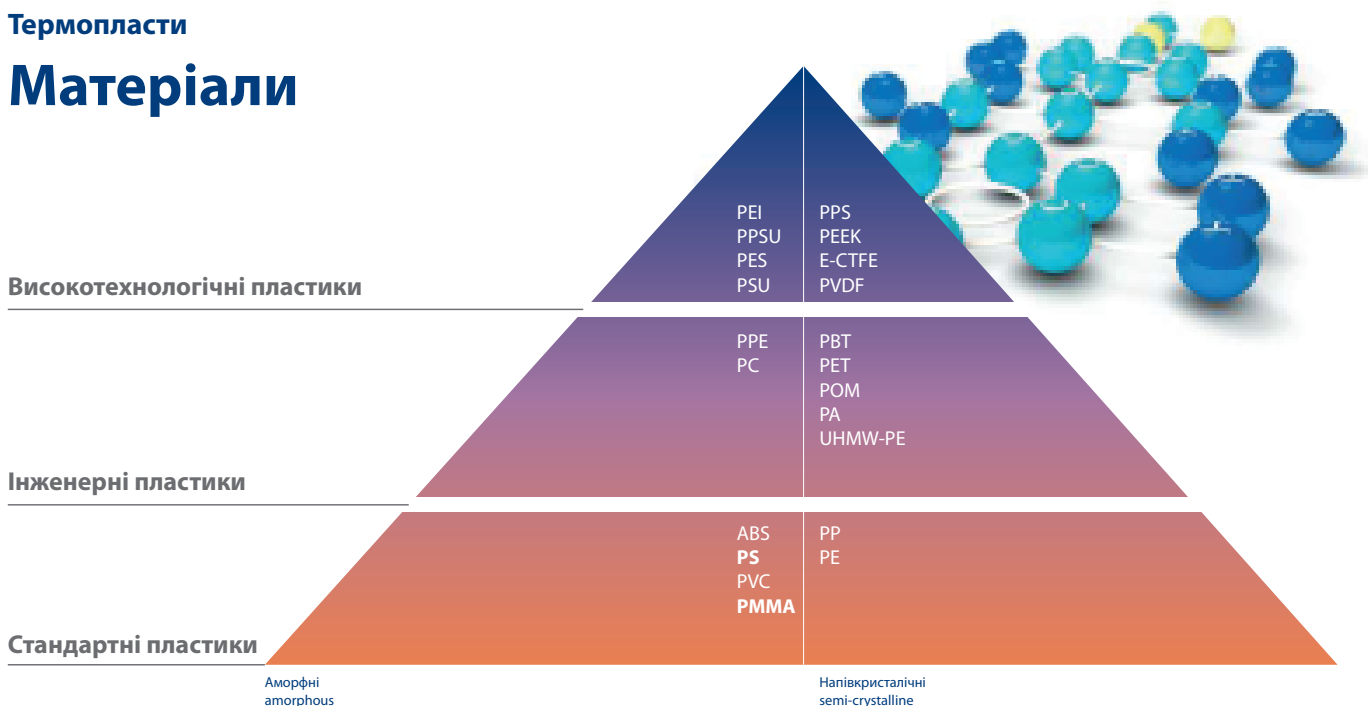 Термопласти
Матеріали
PEI
PPSU
PES
PSU
PPS
PEEK
E-CTFE
PVDF
Високотехнологічні пластики
PPE
PC
PBT
PET
POM
PA
UHMW-PE
Інженерні пластики
ABS
PS
PVC
PMMA
PP
PE
Стандартні пластики
Аморфні
amorphous
Напівкристалічні
semi-crystalline